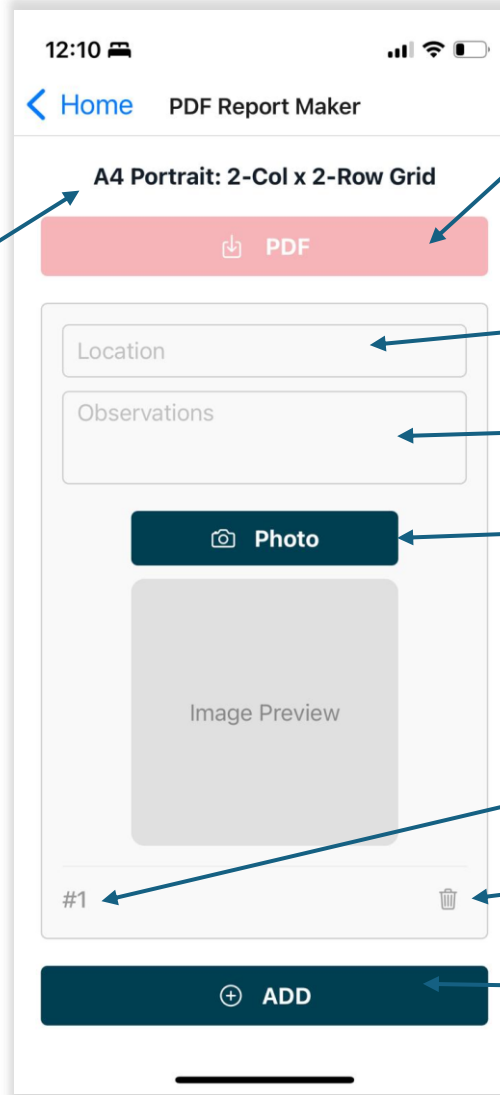 12:10
Home PDF Report Maker
A4 Portrait: 2-Col x 2-Row Grid
PDF
Location
Observations
Photo
Image Preview
#1
ADD